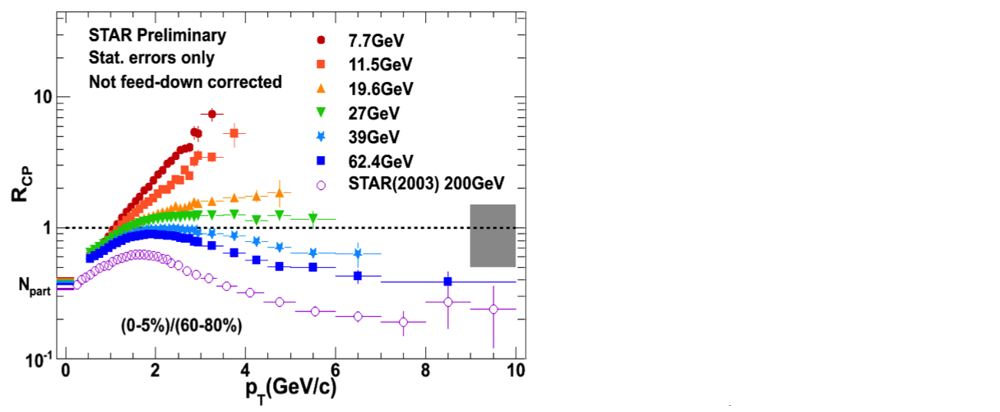 STAR Preliminary
Stat. errors only
Not feed-down corrected
7.7GeV
11.5GeV
19.6GeV
27GeV
39GeV
62.4GeV
STAR(2003) 200GeV
10
R_CP
1
N_part
(0-5%)/(60-80%)
10^-1
0 2 4 6 8 10
p_T(GeV/c)